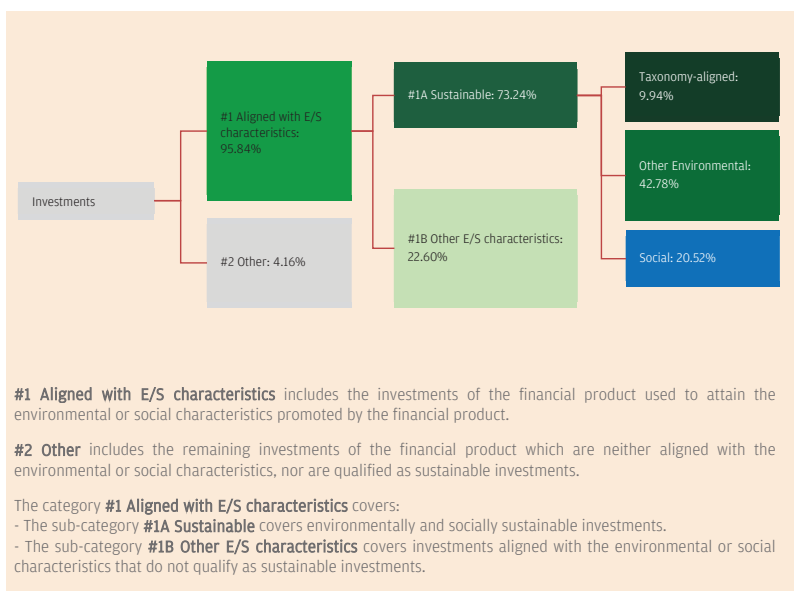 Investments
#1 Aligned with E/S
characteristics:
95.84%
#2 Other: 4.16%
#1A Sustainable: 73.24%
#1B Other E/S characteristics:
22.60%
Taxonomy-aligned:
9.94%
Other Environmental:
42.78%
Social: 20.52%
#1 Aligned with E/S characteristics includes the investments of the financial product used to attain the
environmental or social characteristics promoted by the financial product.
#2 Other includes the remaining investments of the financial product which are neither aligned with the
environmental or social characteristics, nor are qualified as sustainable investments.
The category #1 Aligned with E/S characteristics covers:
- The sub-category #1A Sustainable covers environmentally and socially sustainable investments.
- The sub-category #1B Other E/S characteristics covers investments aligned with the environmental or social
characteristics that do not qualify as sustainable investments.